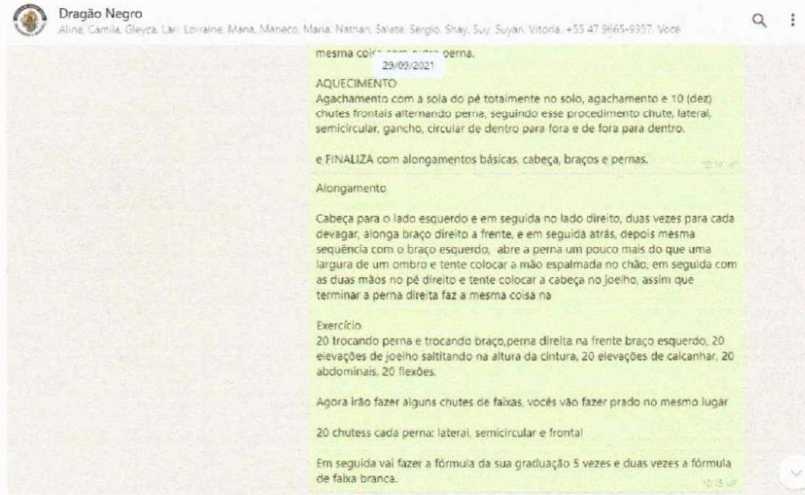 Dragão Negro
Aline, Camila, Gleyca, Lari, Lorraine, Mana, Maneco, Maria, Nathan, Salete, Sergio, Shay, Suy, Suyan, Vitoria, +55 47 9665-9357, Você
mesma perna.
29/09/2021
AQUECIMENTO
Agachamento com a sola do pé totalmente no solo, agachamento e 10 (dez)
chutes frontais alternando perna, seguindo esse procedimento chute, lateral,
semicircular, gancho, circular de dentro para fora e de fora para dentro.
e FINALIZA com alongamentos básicas, cabeça, braços e pernas.
Alongamento
Cabeça para o lado esquerdo e em seguida no lado direito, duas vezes para cada
devagar, alonga braço direito a frente, e em seguida atrás, depois mesma
sequência com o braço esquerdo, abre a perna um pouco mais do que uma
largura de um ombro e tente colocar a mão espalmada no chão, em seguida com
as duas mãos no pé direito e tente colocar a cabeça no joelho, assim que
terminar a perna direita faz a mesma coisa na
Exercício
20 trocando perna e trocando braço,perna direita na frente braço esquerdo, 20
elevações de joelho saltitando na altura da cintura, 20 elevações de calcanhar, 20
abdominais, 20 flexões.
Agora irão fazer alguns chutes de faixas, vocês vão fazer prado no mesmo lugar
20 chutess cada perna: lateral, semicircular e frontal
Em seguida vai fazer a fórmula da sua graduação 5 vezes e duas vezes a fórmula
de faixa branca.